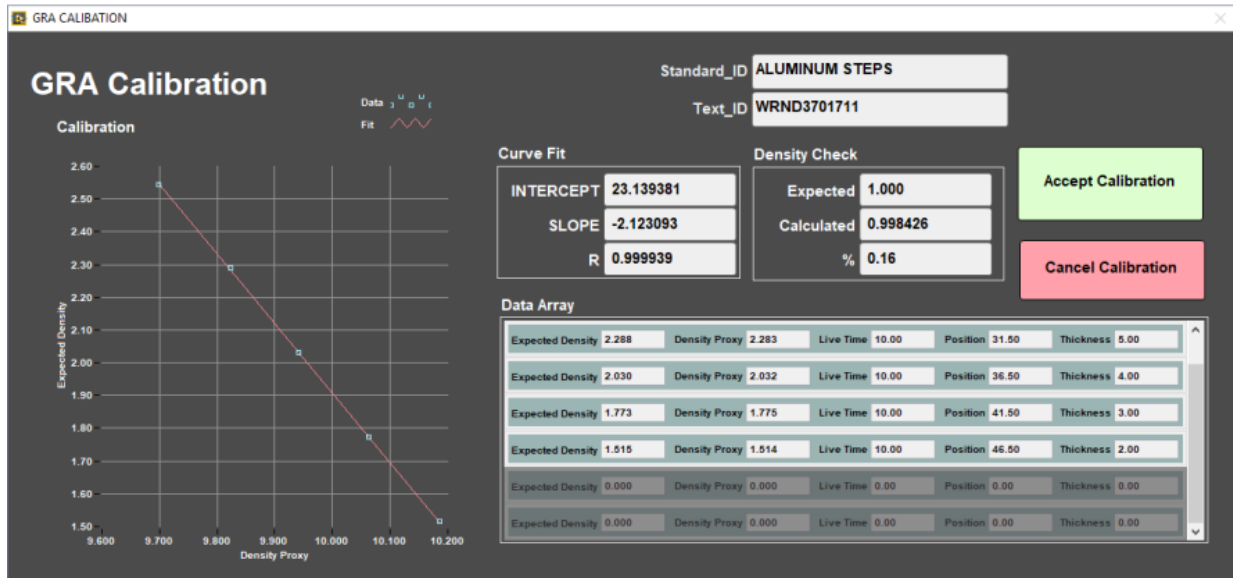 GRA CALIBATION
GRA Calibration
Calibration
Data
Fit
2.60
2.50
2.40
2.30
2.20
2.10
2.00
1.90
1.80
1.70
1.60
1.50
Expected Density
9.600 9.700 9.800 9.900 10.000 10.100 10.200
Density Proxy
Standard_ID ALUMINUM STEPS
Text_ID WRND3701711
Curve Fit
INTERCEPT 23.139381
SLOPE -2.123093
R 0.999939
Density Check
Expected 1.000
Calculated 0.998426
% 0.16
Accept Calibration
Cancel Calibration
Data Array
Expected Density 2.288 Density Proxy 2.283 Live Time 10.00 Position 31.50 Thickness 5.00
Expected Density 2.030 Density Proxy 2.032 Live Time 10.00 Position 36.50 Thickness 4.00
Expected Density 1.773 Density Proxy 1.775 Live Time 10.00 Position 41.50 Thickness 3.00
Expected Density 1.515 Density Proxy 1.514 Live Time 10.00 Position 46.50 Thickness 2.00
Expected Density 0.000 Density Proxy 0.000 Live Time 0.00 Position 0.00 Thickness 0.00
Expected Density 0.000 Density Proxy 0.000 Live Time 0.00 Position 0.00 Thickness 0.00